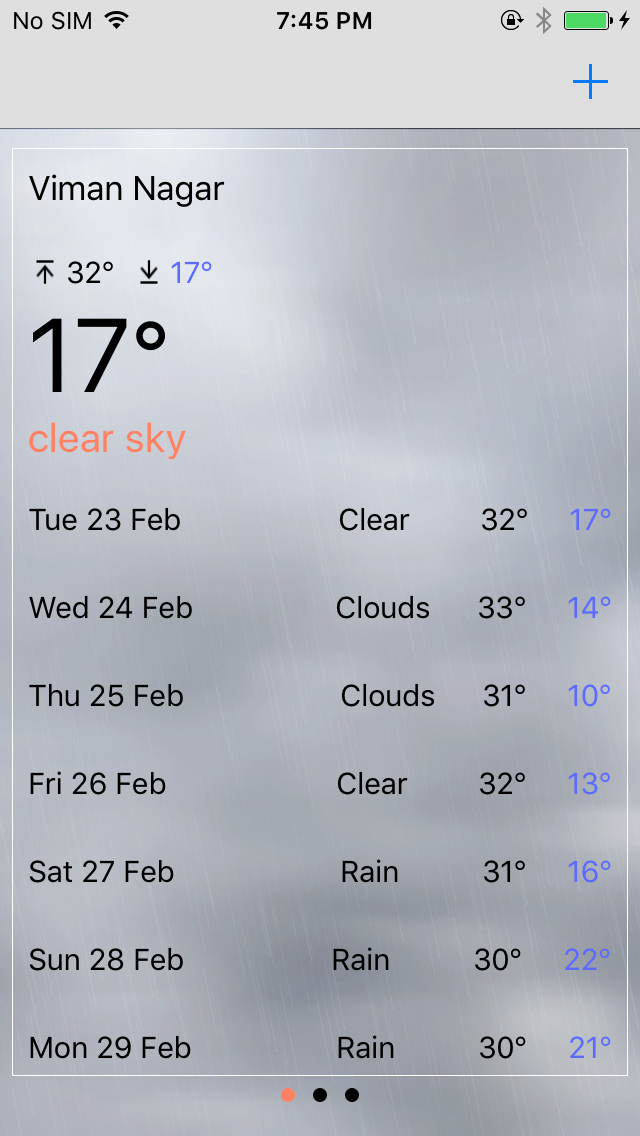 No SIM 7:45 PM
Viman Nagar
32° 17°
17°
clear sky
Tue 23 Feb Clear 32° 17°
Wed 24 Feb Clouds 33° 14°
Thu 25 Feb Clouds 31° 10°
Fri 26 Feb Clear 32° 13°
Sat 27 Feb Rain 31° 16°
Sun 28 Feb Rain 30° 22°
Mon 29 Feb Rain 30° 21°